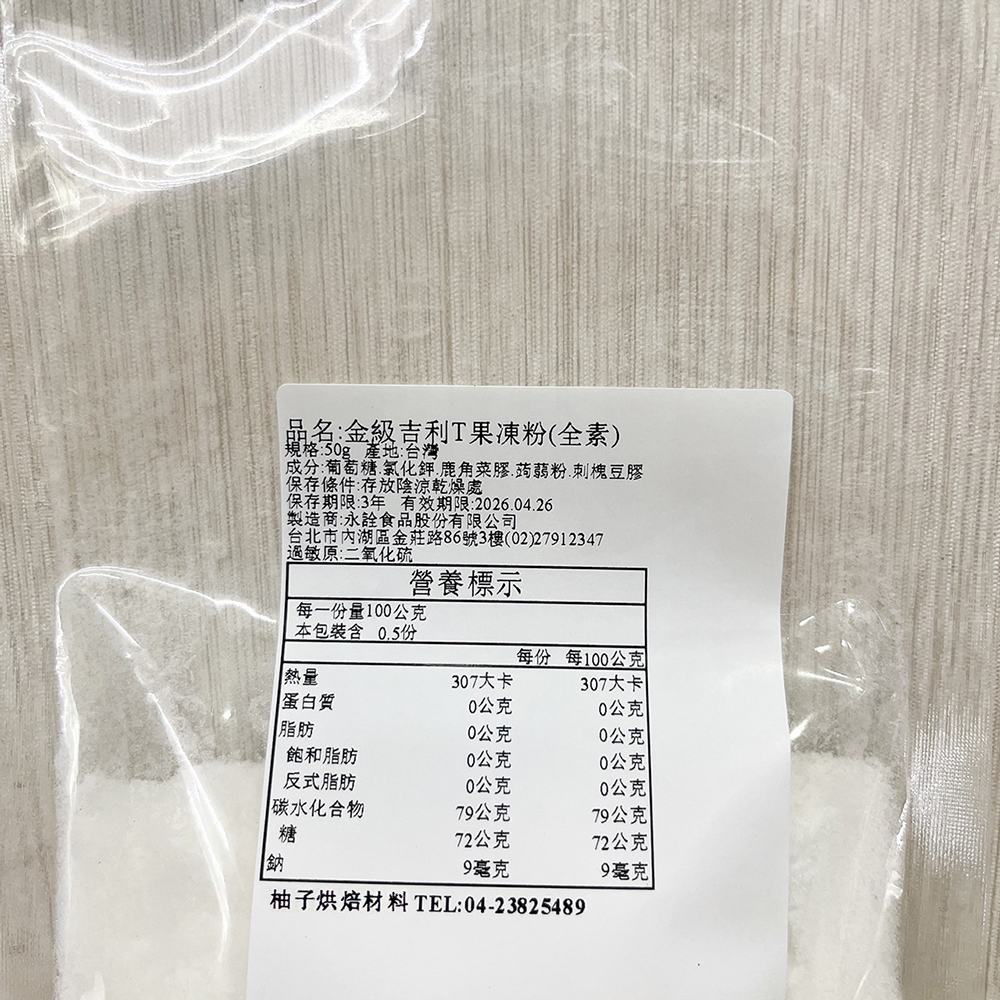 品名:金級吉利T果凍粉(全素)
規格:50g 產地:台灣
成分:葡萄糖.氯化鉀.鹿角菜膠.蒟蒻粉.刺槐豆膠
保存條件:存放陰涼乾燥處
保存期限:3年 有效期限:2026.04.26
製造商:永詮食品股份有限公司
台北市內湖區金莊路86號3樓(02)27912347
過敏原:二氧化硫
營養標示
每一份量100公克
本包裝含 0.5份
每份 每100公克
熱量 307大卡 307大卡
蛋白質 0公克 0公克
脂肪 0公克 0公克
飽和脂肪 0公克 0公克
反式脂肪 0公克 0公克
碳水化合物 79公克 79公克
糖 72公克 72公克
鈉 9毫克 9毫克
柚子烘焙材料 TEL:04-23825489